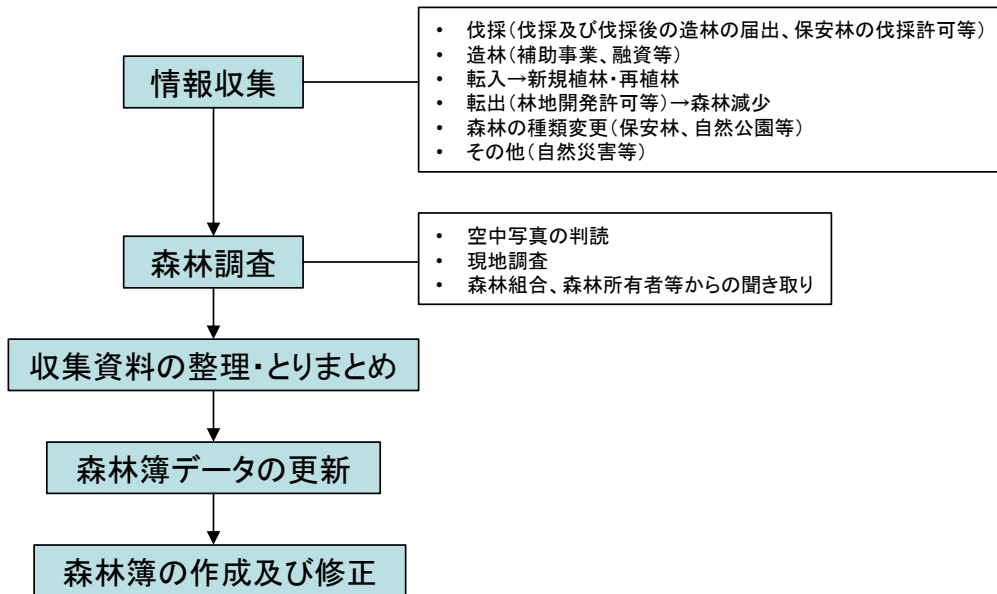 情報収集
• 伐採(伐採及び伐採後の造林の届出、保安林の伐採許可等)
• 造林(補助事業、融資等)
• 転入→新規植林・再植林
• 転出(林地開発許可等)→森林減少
• 森林の種類変更(保安林、自然公園等)
• その他(自然災害等)
森林調査
• 空中写真の判読
• 現地調査
• 森林組合、森林所有者等からの聞き取り
収集資料の整理・とりまとめ
森林簿データの更新
森林簿の作成及び修正